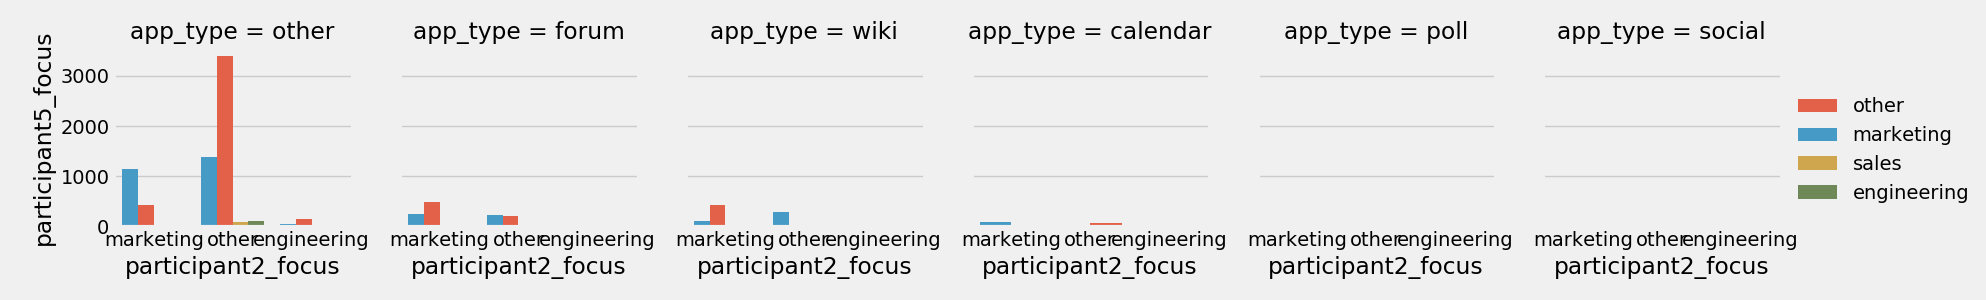 app_type = other
app_type = forum
app_type = wiki
app_type = calendar
app_type = poll
app_type = social
participant5_focus
3000
2000
1000
0
other
marketing
sales
engineering
marketing other engineering
marketing other engineering
marketing other engineering
marketing other engineering
marketing other engineering
marketing other engineering
participant2_focus
participant2_focus
participant2_focus
participant2_focus
participant2_focus
participant2_focus